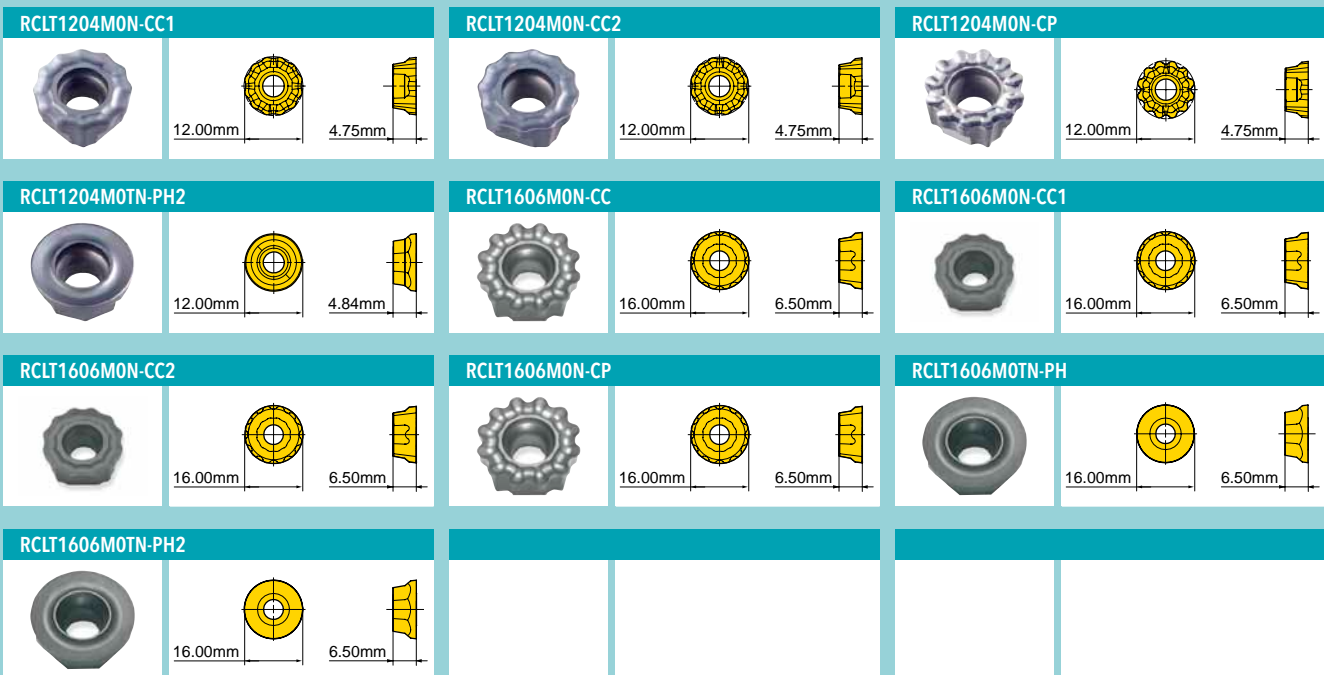 RCLT1204M0N-CC1
12.00mm 4.75mm
RCLT1204M0N-CC2
12.00mm 4.75mm
RCLT1204M0N-CP
12.00mm 4.75mm
RCLT1204M0TN-PH2
12.00mm 4.84mm
RCLT1606M0N-CC
16.00mm 6.50mm
RCLT1606M0N-CC1
16.00mm 6.50mm
RCLT1606M0N-CC2
16.00mm 6.50mm
RCLT1606M0N-CP
16.00mm 6.50mm
RCLT1606M0TN-PH
16.00mm 6.50mm
RCLT1606M0TN-PH2
16.00mm 6.50mm